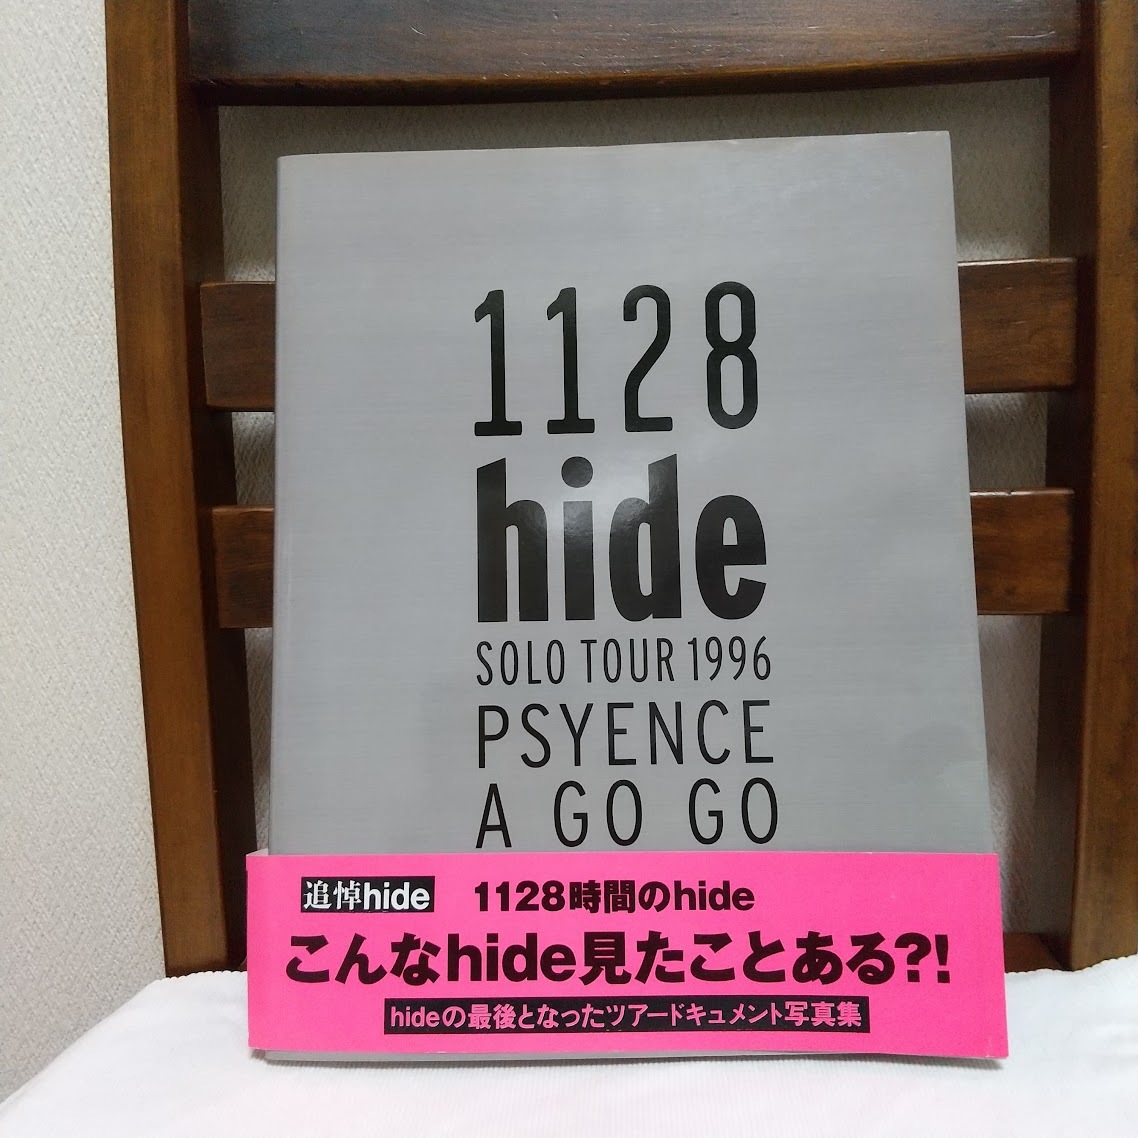 1128
hide
SOLO TOUR 1996
PSYENCE
A GO GO
追悼hide 1128時間のhide
こんなhide見たことある?!
hideの最後となったツアードキュメント写真集